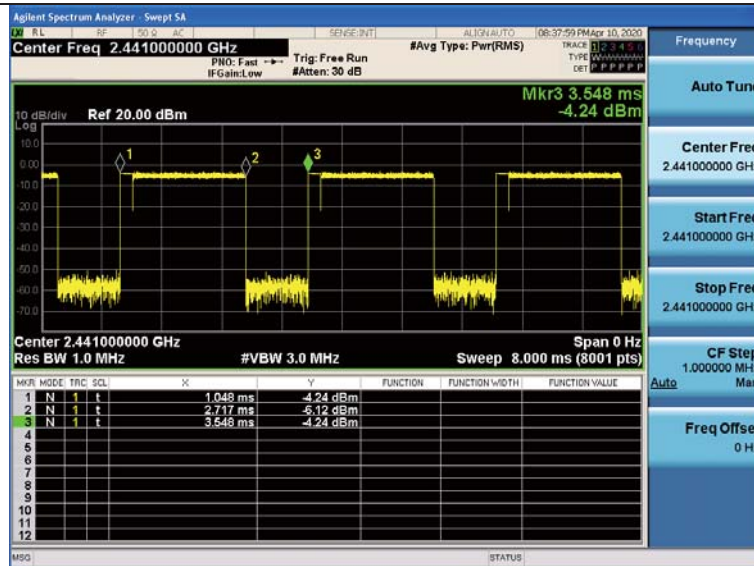 Agilent Spectrum Analyzer - Swept SA
RL RF 50 Ω AC SENSE:INT ALIGNAUTO 08:37:59 PM Apr 10, 2020
Center Freq 2.441000000 GHz #Avg Type: Pwr(RMS) TRACE 1 2 3 4 5 6
PNO: Fast Trig: Free Run TYPE
IFGain:Low #Atten: 30 dB DET P P P P P P
Mkr3 3.548 ms
10 dB/div Ref 20.00 dBm -4.24 dBm
Log
10.0
0.00
-10.0
-20.0
-30.0
-40.0
-50.0
-60.0
-70.0
1
2
3
Center 2.441000000 GHz Span 0 Hz
Res BW 1.0 MHz #VBW 3.0 MHz Sweep 8.000 ms (8001 pts)
MKR MODE TRC SCL X Y FUNCTION FUNCTION WIDTH FUNCTION VALUE
1 N 1 t 1.048 ms -4.24 dBm
2 N 1 t 2.717 ms -6.12 dBm
3 N 1 t 3.548 ms -4.24 dBm
4
5
6
7
8
9
10
11
12
MSG STATUS
Frequency
Auto Tun
Center Fre
2.441000000 GH
Start Fre
2.441000000 GH
Stop Fre
2.441000000 GH
CF Step
1.000000 MH
Auto Ma
Freq Offse
0 H